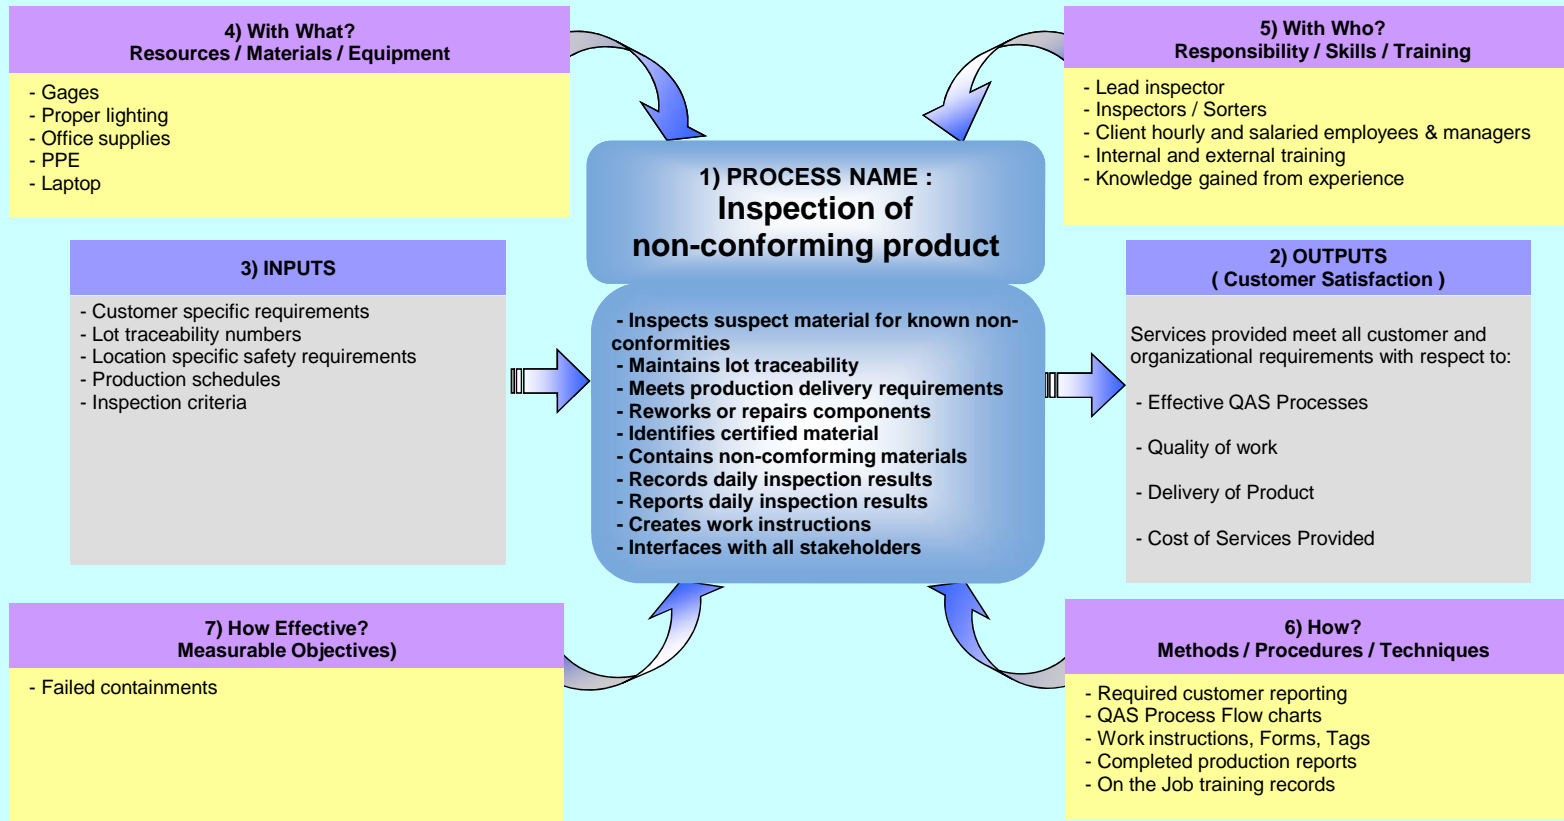 4) With What?
Resources / Materials / Equipment
- Gages
- Proper lighting
- Office supplies
- PPE
- Laptop
5) With Who?
Responsibility / Skills / Training
- Lead inspector
- Inspectors / Sorters
- Client hourly and salaried employees & managers
- Internal and external training
- Knowledge gained from experience
1) PROCESS NAME :
Inspection of
non-conforming product
3) INPUTS
- Customer specific requirements
- Lot traceability numbers
- Location specific safety requirements
- Production schedules
- Inspection criteria
- Inspects suspect material for known non-
conformities
- Maintains lot traceability
- Meets production delivery requirements
- Reworks or repairs components
- Identifies certified material
- Contains non-comforming materials
- Records daily inspection results
- Reports daily inspection results
- Creates work instructions
- Interfaces with all stakeholders
2) OUTPUTS
( Customer Satisfaction )
Services provided meet all customer and
organizational requirements with respect to:
- Effective QAS Processes
- Quality of work
- Delivery of Product
- Cost of Services Provided
7) How Effective?
Measurable Objectives)
- Failed containments
6) How?
Methods / Procedures / Techniques
- Required customer reporting
- QAS Process Flow charts
- Work instructions, Forms, Tags
- Completed production reports
- On the Job training records